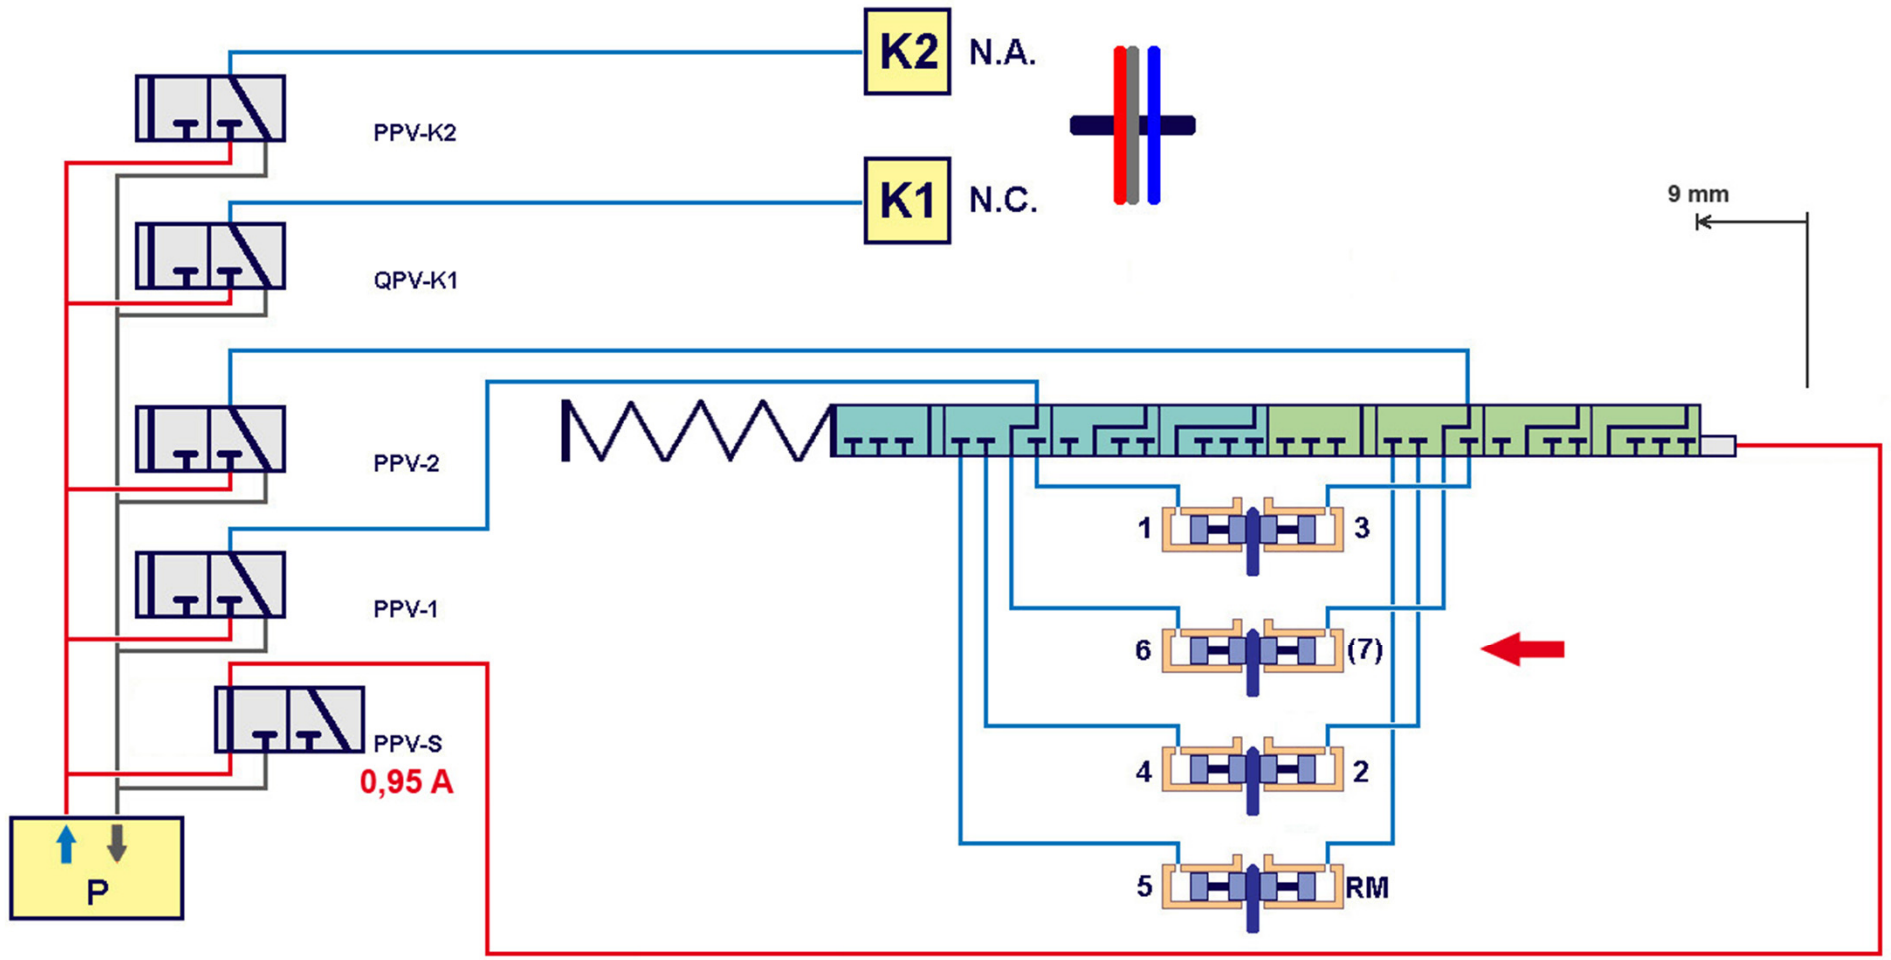 K2 N.A.
PPV-K2
K1 N.C.
9 mm
QPV-K1
PPV-2
1 3
PPV-1
6 (7)
PPV-S
0,95 A
4 2
P
5 RM